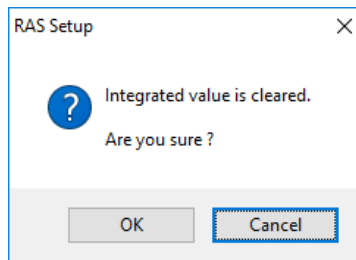 RAS Setup
Integrated value is cleared.
Are you sure ?
OK
Cancel